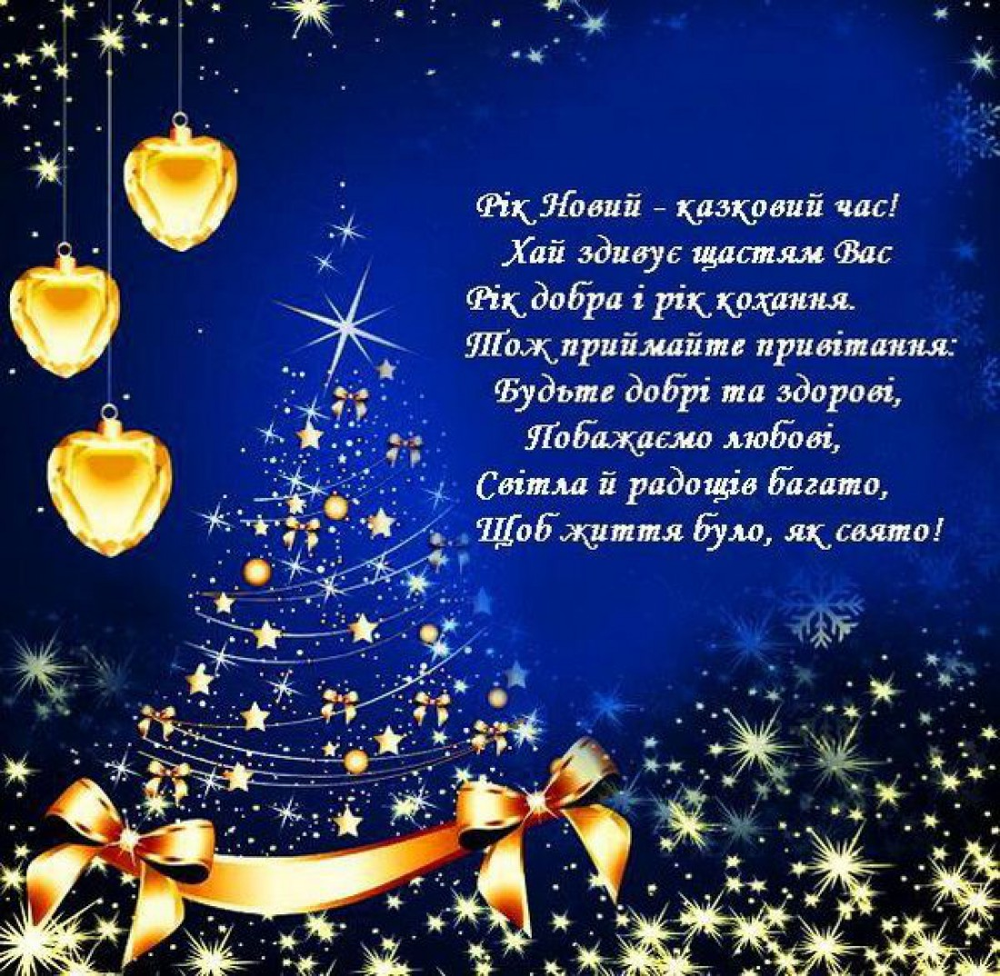 Рік Новий - казковий час!
Хай здивує щастям Вас
Рік добра і рік кохання.
Тож приймайте привітання:
Будьте добрі та здорові,
Побажаємо любові,
Світла й радощів багато,
Щоб життя було, як свято!